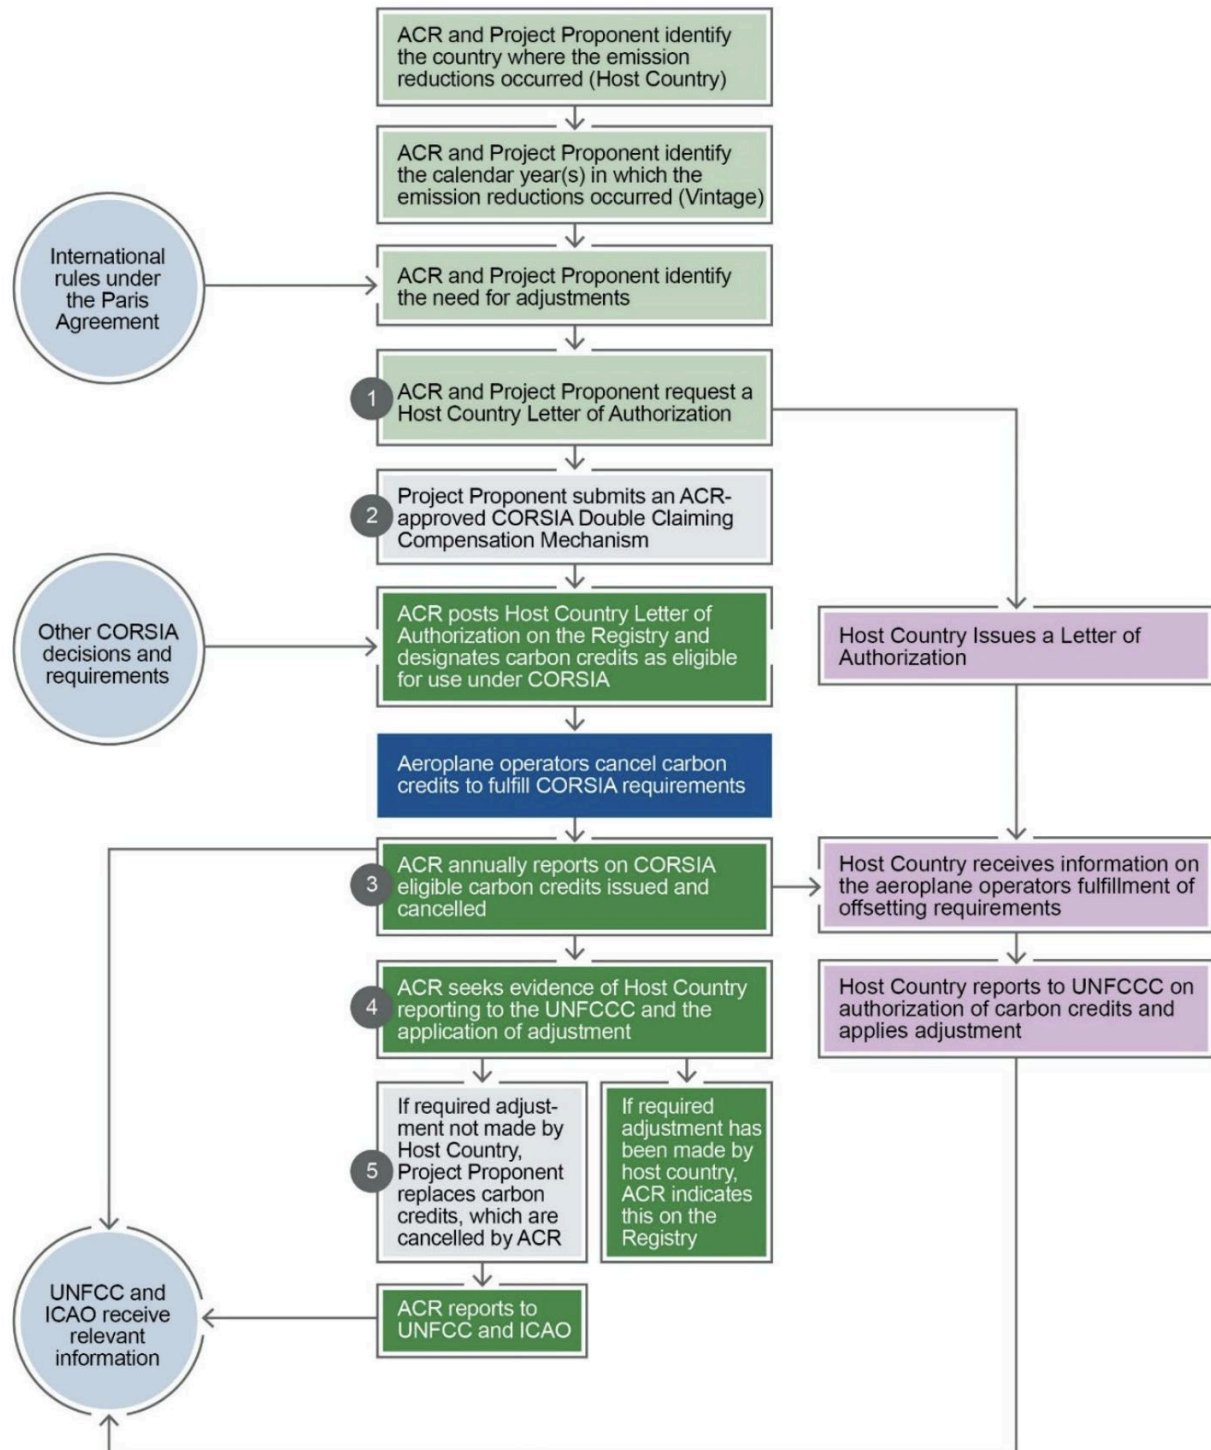 ACR and Project Proponent identify
the country where the emission
reductions occurred (Host Country)
ACR and Project Proponent identify
the calendar year(s) in which the
emission reductions occurred (Vintage)
International
rules under
the Paris
Agreement
ACR and Project Proponent identify
the need for adjustments
1
ACR and Project Proponent request a
Host Country Letter of Authorization
2
Project Proponent submits an ACR-
approved CORSIA Double Claiming
Compensation Mechanism
Other CORSIA
decisions and
requirements
ACR posts Host Country Letter of
Authorization on the Registry and
designates carbon credits as eligible
for use under CORSIA
Host Country Issues a Letter of
Authorization
Aeroplane operators cancel carbon
credits to fulfill CORSIA requirements
3
ACR annually reports on CORSIA
eligible carbon credits issued and
cancelled
Host Country receives information on
the aeroplane operators fulfillment of
offsetting requirements
4
ACR seeks evidence of Host Country
reporting to the UNFCCC and the
application of adjustment
Host Country reports to UNFCCC on
authorization of carbon credits and
applies adjustment
5
If required adjust-
ment not made by
Host Country,
Project Proponent
replaces carbon
credits, which are
cancelled by ACR
If required
adjustment has
been made by
host country,
ACR indicates
this on the
Registry
UNFCC and
ICAO receive
relevant
information
ACR reports to
UNFCC and ICAO